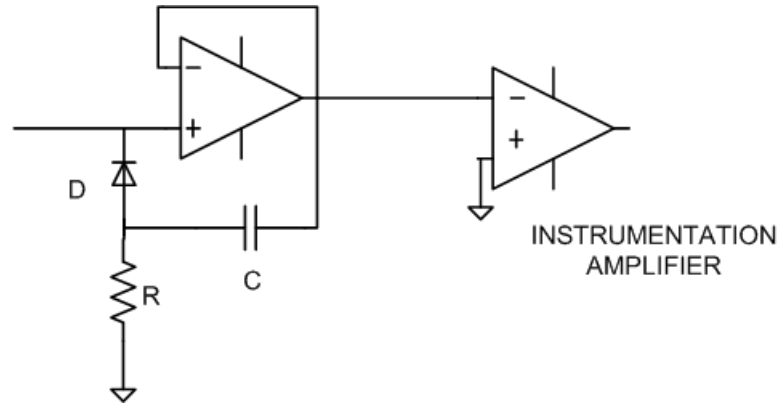 −
+
−
+
D
R
C
INSTRUMENTATION
AMPLIFIER